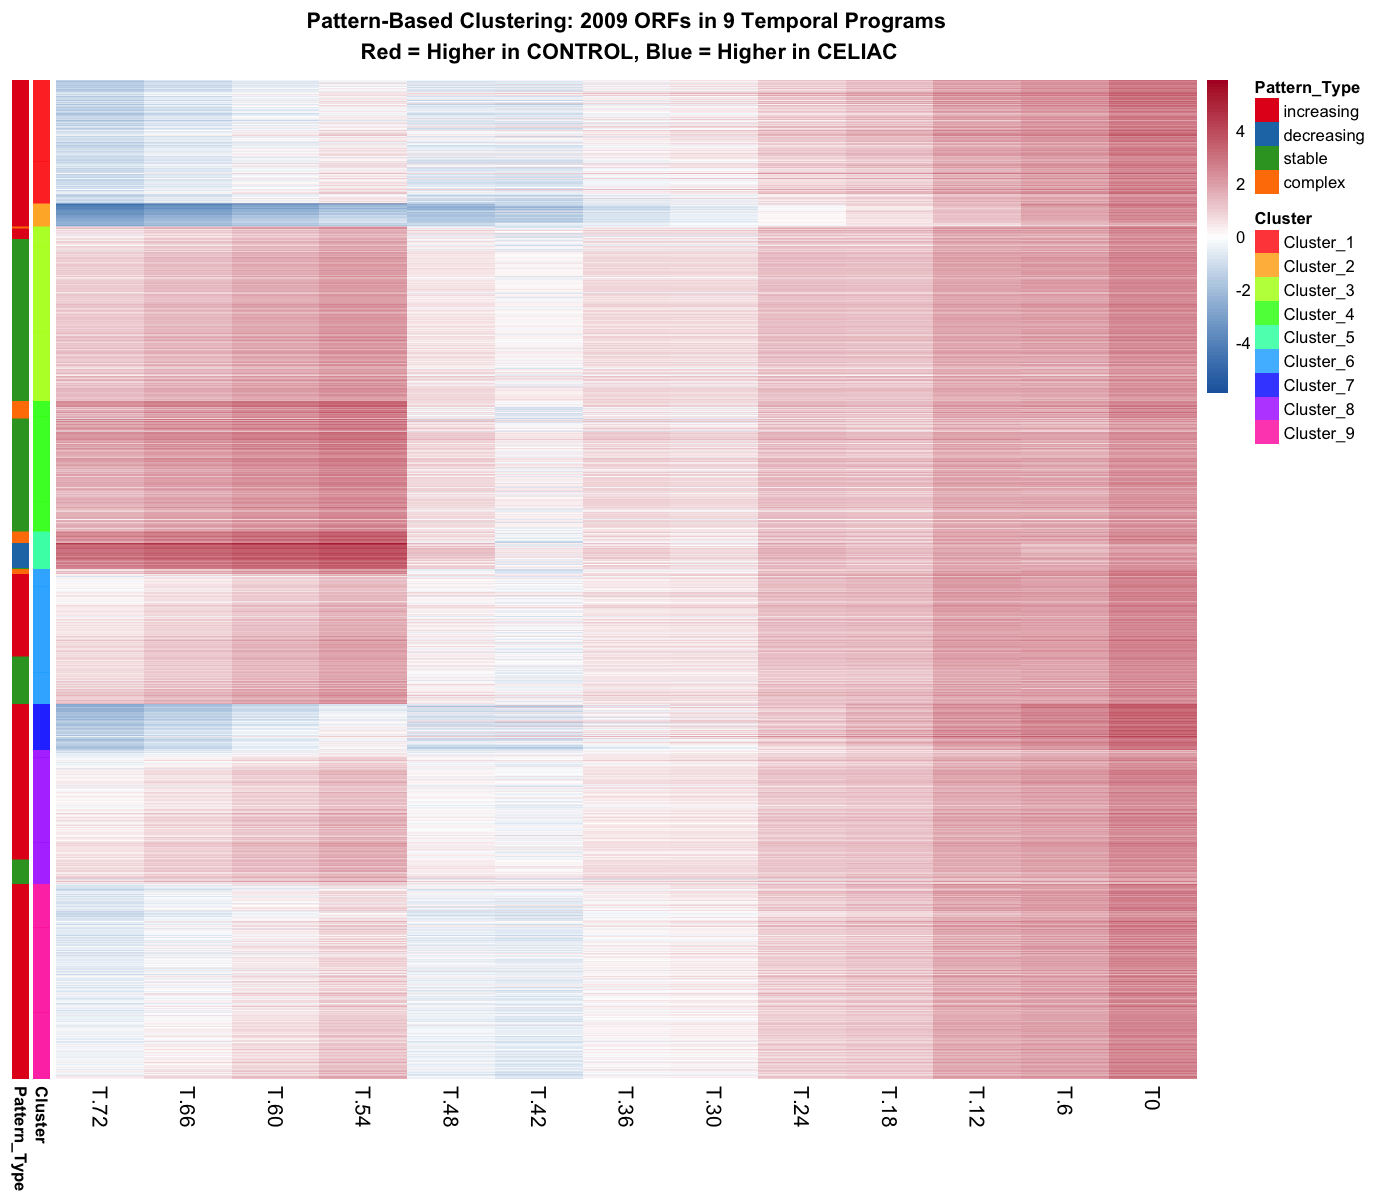 Pattern-Based Clustering: 2009 ORFs in 9 Temporal Programs
Red = Higher in CONTROL, Blue = Higher in CELIAC
4
2
0
-2
-4
Pattern_Type
increasing
decreasing
stable
complex
Cluster
Cluster_1
Cluster_2
Cluster_3
Cluster_4
Cluster_5
Cluster_6
Cluster_7
Cluster_8
Cluster_9
Pattern_Type
Cluster
T.72
T.66
T.60
T.54
T.48
T.42
T.36
T.30
T.24
T.18
T.12
T.6
T0